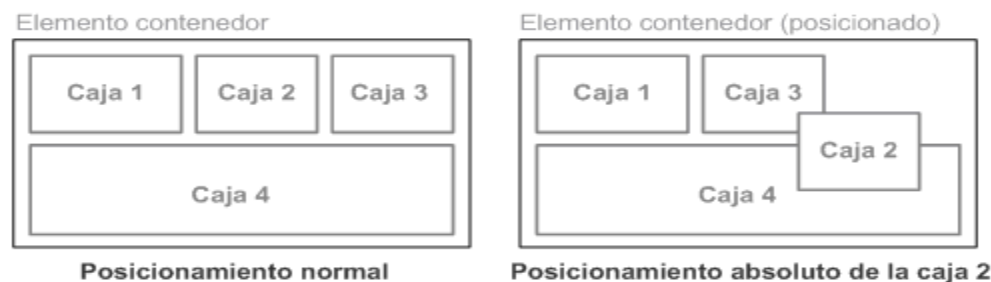 Elemento contenedor
Caja 1
Caja 2
Caja 3
Caja 4
Posicionamiento normal
Elemento contenedor (posicionado)
Caja 1
Caja 3
Caja 2
Caja 4
Posicionamiento absoluto de la caja 2